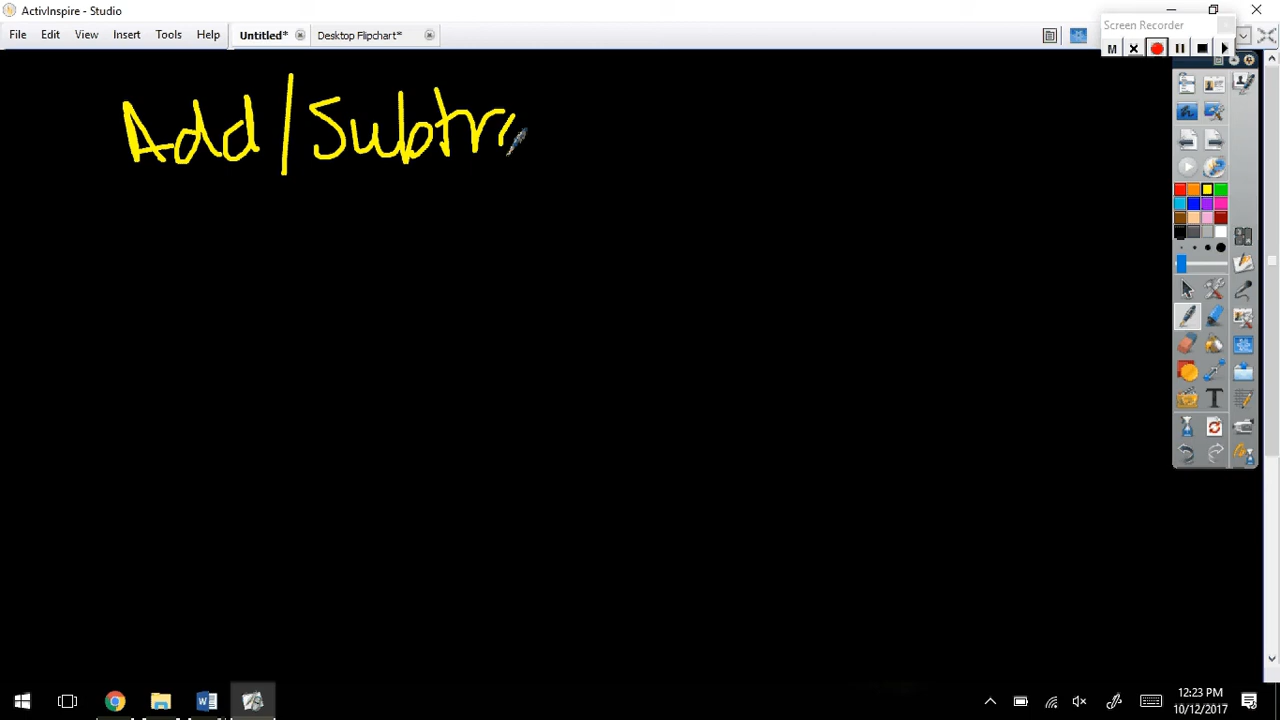 ActivInspire - Studio
Screen Recorder
File Edit View Insert Tools Help Untitled* Desktop Flipchart*
M
Add/Subtr
T
12:23 PM
10/12/2017